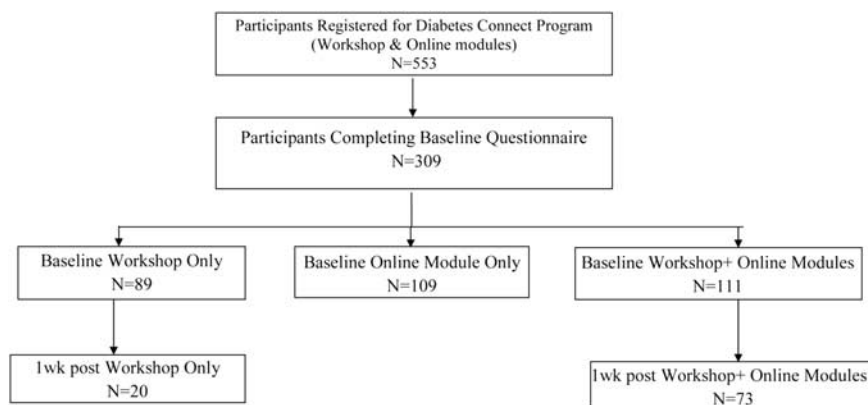 Participants Registered for Diabetes Connect Program
(Workshop & Online modules)
N=553
Participants Completing Baseline Questionnaire
N=309
Baseline Workshop Only
N=89
Baseline Online Module Only
N=109
Baseline Workshop+ Online Modules
N=111
1wk post Workshop Only
N=20
1wk post Workshop+ Online Modules
N=73